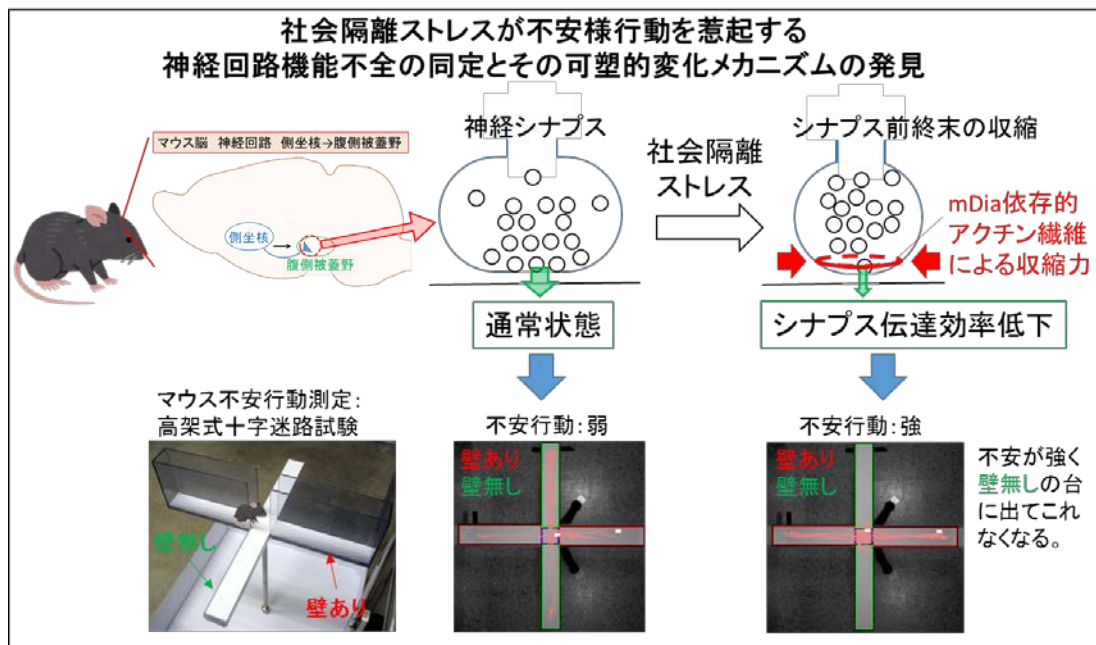 社会隔離ストレスが不安様行動を惹起する
神経回路機能不全の同定とその可塑的変化メカニズムの発見
マウス脳 神経回路 側坐核→腹側被蓋野
側坐核
腹側被蓋野
神経シナプス
社会隔離
ストレス
シナプス前終末の収縮
mDia依存的
アクチン繊維
による収縮力
通常状態
シナプス伝達効率低下
マウス不安行動測定：
高架式十字迷路試験
壁無し
壁あり
不安行動：弱
壁あり
壁無し
不安行動：強
壁あり
壁無し
不安が強く
壁無しの台
に出てこれ
なくなる。